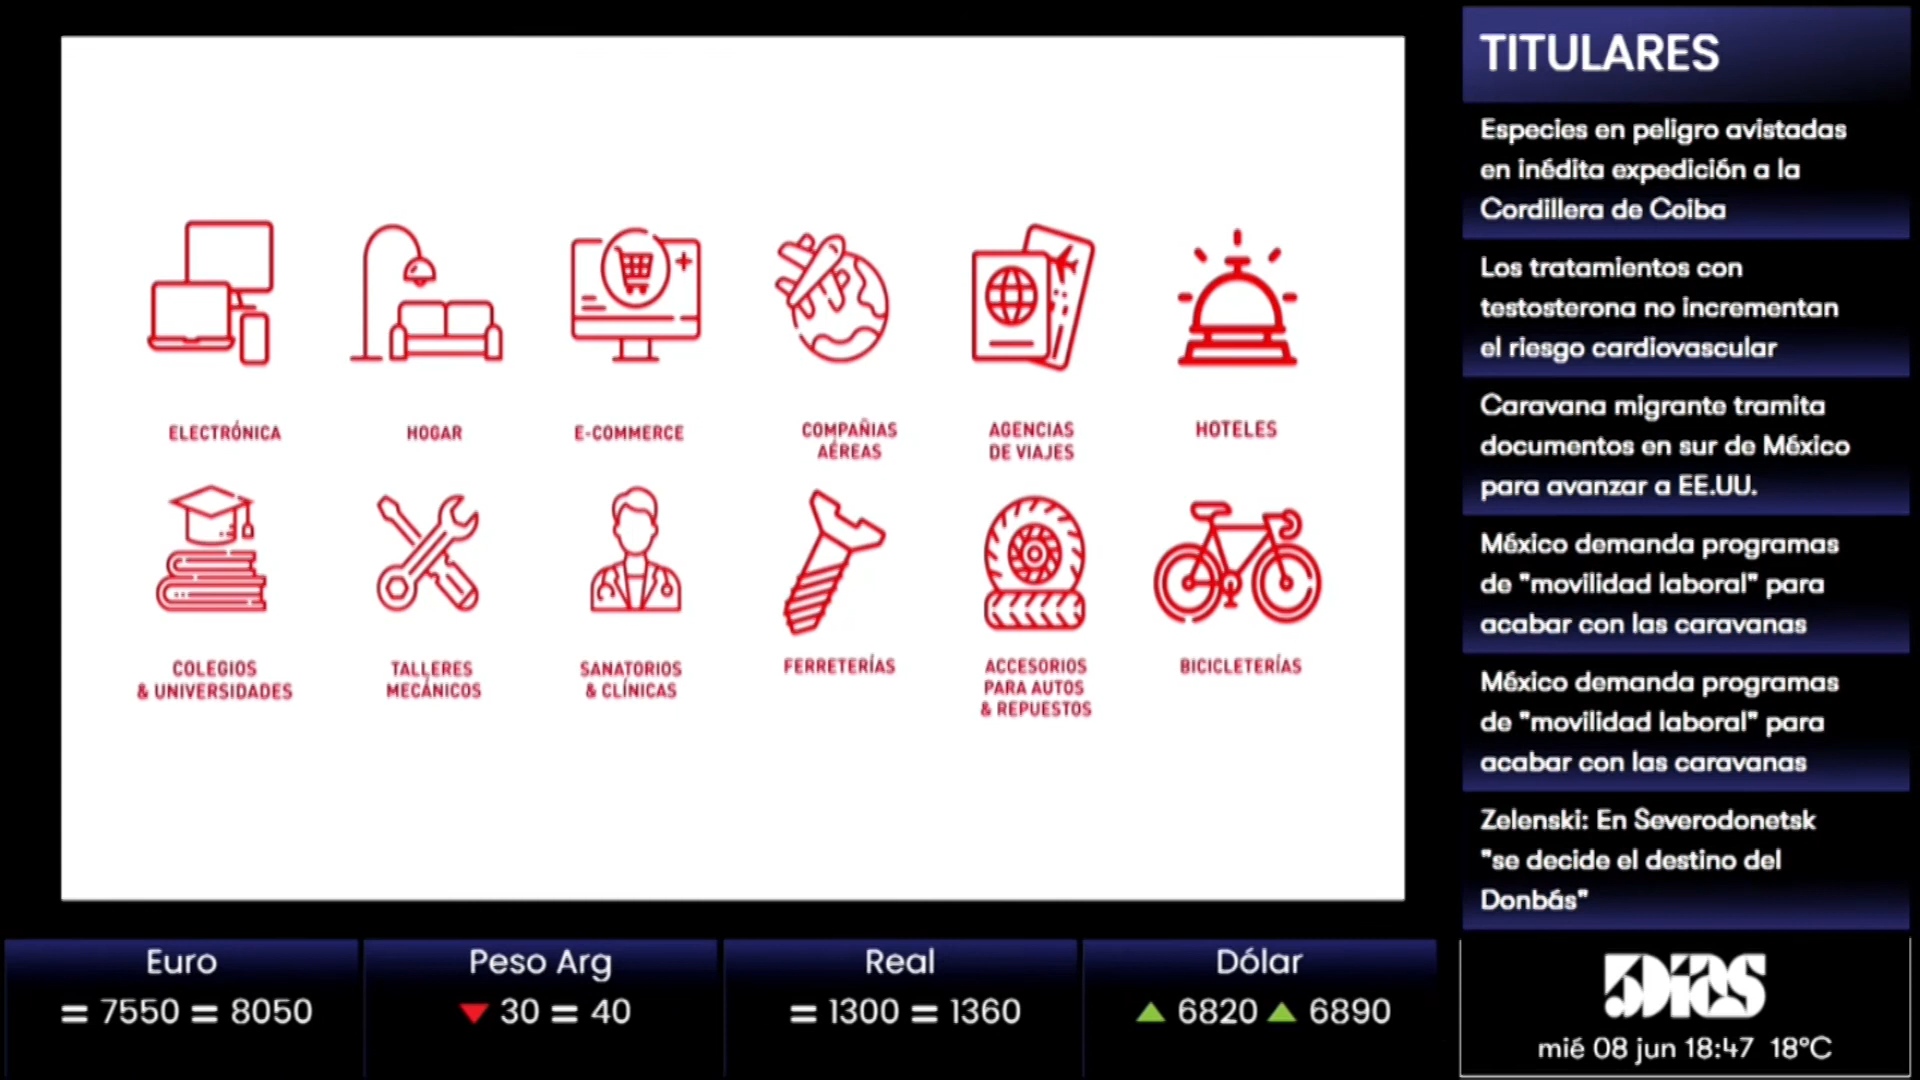 ELECTRÓNICA
HOGAR
E-COMMERCE
COMPAÑIAS
AÉREAS
AGENCIAS
DE VIAJES
HOTELES
COLEGIOS
& UNIVERSIDADES
TALLERES
MECÁNICOS
SANATORIOS
& CLÍNICAS
FERRETERÍAS
ACCESORIOS
PARA AUTOS
& REPUESTOS
BICICLETERÍAS
TITULARES
Especies en peligro avistadas
en inédita expedición a la
Cordillera de Coiba
Los tratamientos con
testosterona no incrementan
el riesgo cardiovascular
Caravana migrante tramita
documentos en sur de México
para avanzar a EE.UU.
México demanda programas
de "movilidad laboral" para
acabar con las caravanas
México demanda programas
de "movilidad laboral" para
acabar con las caravanas
Zelenski: En Severodonetsk
"se decide el destino del
Donbás"
Euro
= 7550 = 8050
Peso Arg
▼ 30 = 40
Real
= 1300 = 1360
Dólar
▲ 6820 ▲ 6890
5Días
mié 08 jun 18:47 18°C